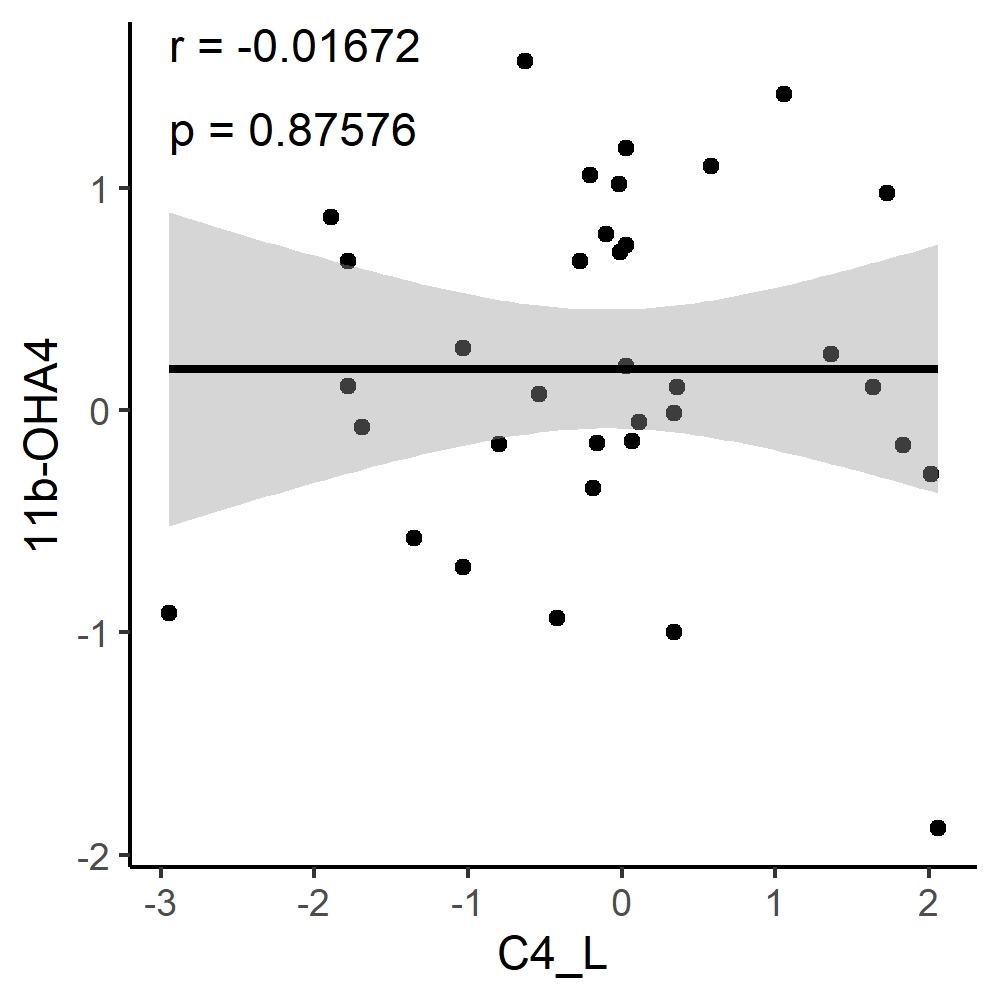 r = -0.01672
p = 0.87576
11b-OHA4
1
0
-1
-2
-3 -2 -1 0 1 2
C4_L